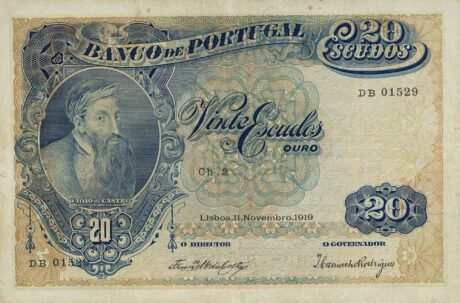 BANCO DE PORTUGAL
20
ESCUDOS
DB 01529
Vinte Escudos
OURO
Ch. 2
D. JOÃO DE CASTRO
Lisboa, 11. Novembro. 1919
20
20
O DIRECTOR
O GOVERNADOR
DB 01529